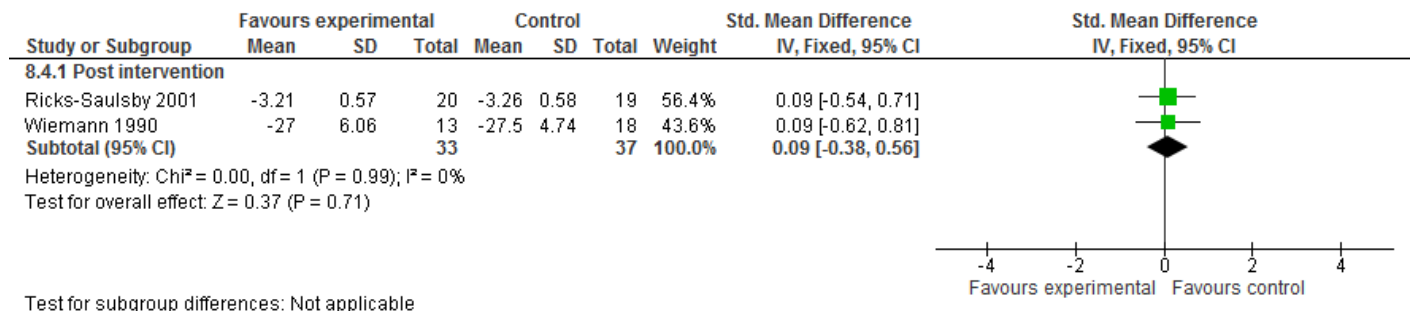 Favours experimental Control Std. Mean Difference Std. Mean Difference
Study or Subgroup Mean SD Total Mean SD Total Weight IV, Fixed, 95% CI IV, Fixed, 95% CI
8.4.1 Post intervention
Ricks-Saulsby 2001 -3.21 0.57 20 -3.26 0.58 19 56.4% 0.09 [-0.54, 0.71]
Wiemann 1990 -27 6.06 13 -27.5 4.74 18 43.6% 0.09 [-0.62, 0.81]
Subtotal (95% CI) 33 37 100.0% 0.09 [-0.38, 0.56]
Heterogeneity: Chi² = 0.00, df = 1 (P = 0.99); I² = 0%
Test for overall effect: Z = 0.37 (P = 0.71)
-4 -2 0 2 4
Favours experimental Favours control
Test for subgroup differences: Not applicable